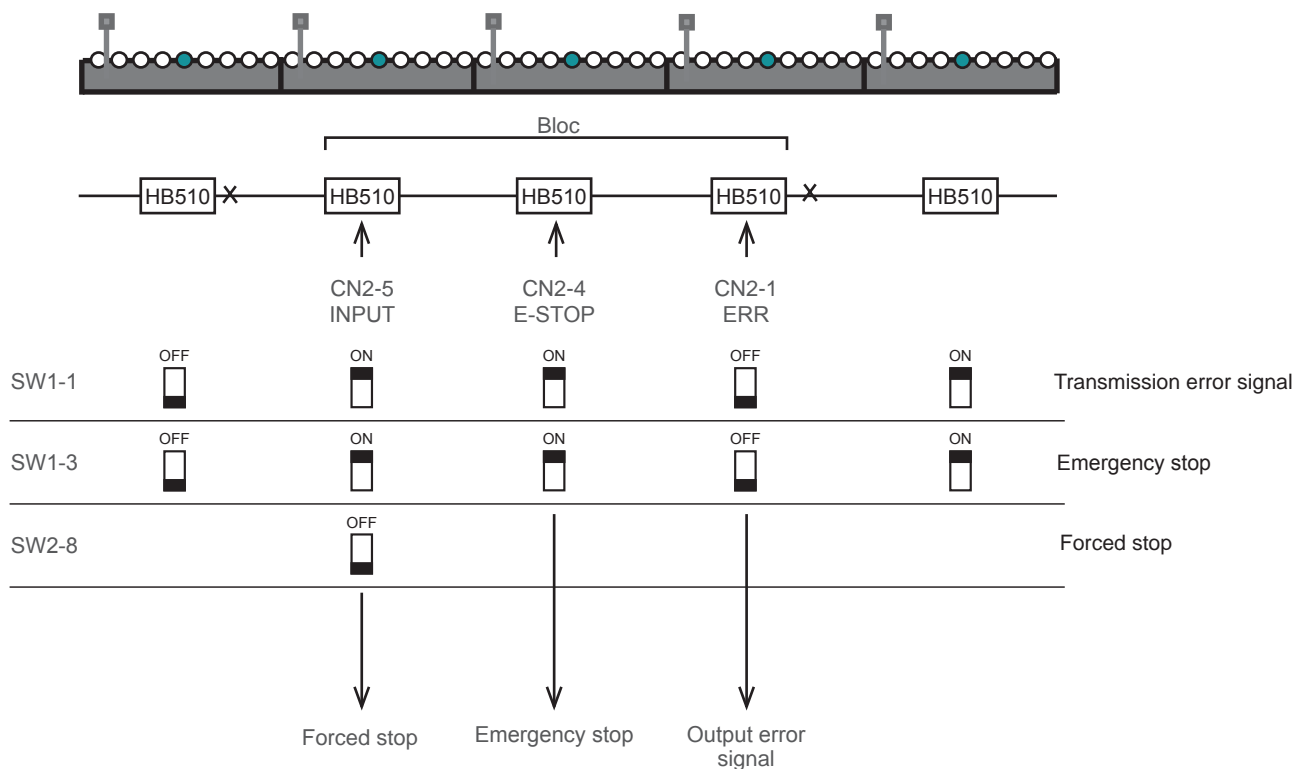 Bloc
HB510 HB510 HB510 HB510 HB510
CN2-5 CN2-4 CN2-1
INPUT E-STOP ERR
OFF ON ON OFF ON
SW1-1 Transmission error signal
OFF ON ON OFF ON
SW1-3 Emergency stop
OFF
SW2-8 Forced stop
Forced stop Emergency stop Output error
signal